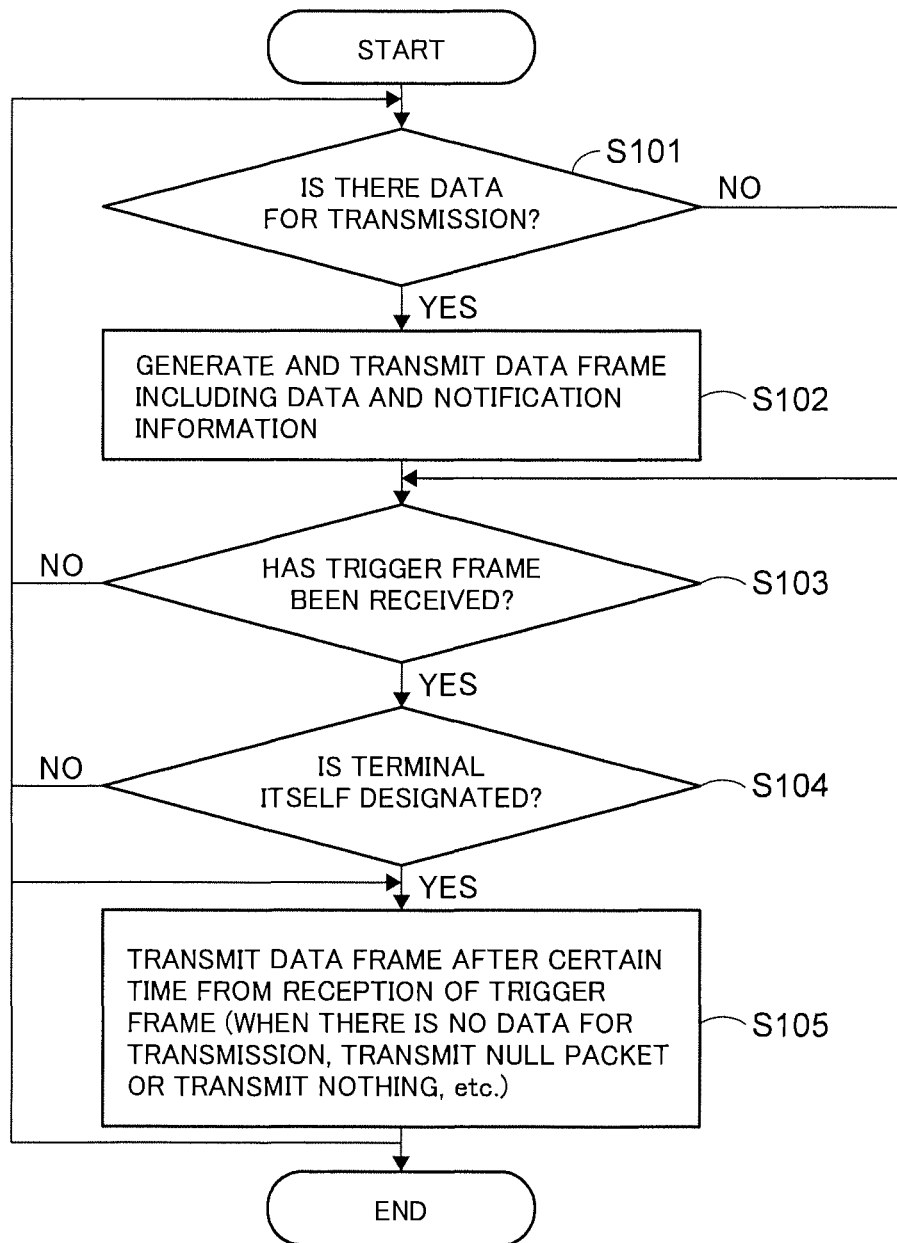 START
S101
IS THERE DATA
FOR TRANSMISSION?
NO
YES
GENERATE AND TRANSMIT DATA FRAME
INCLUDING DATA AND NOTIFICATION
INFORMATION
S102
NO
HAS TRIGGER FRAME
BEEN RECEIVED?
S103
YES
NO
IS TERMINAL
ITSELF DESIGNATED?
S104
YES
TRANSMIT DATA FRAME AFTER CERTAIN
TIME FROM RECEPTION OF TRIGGER
FRAME (WHEN THERE IS NO DATA FOR
TRANSMISSION, TRANSMIT NULL PACKET
OR TRANSMIT NOTHING, etc.)
S105
END